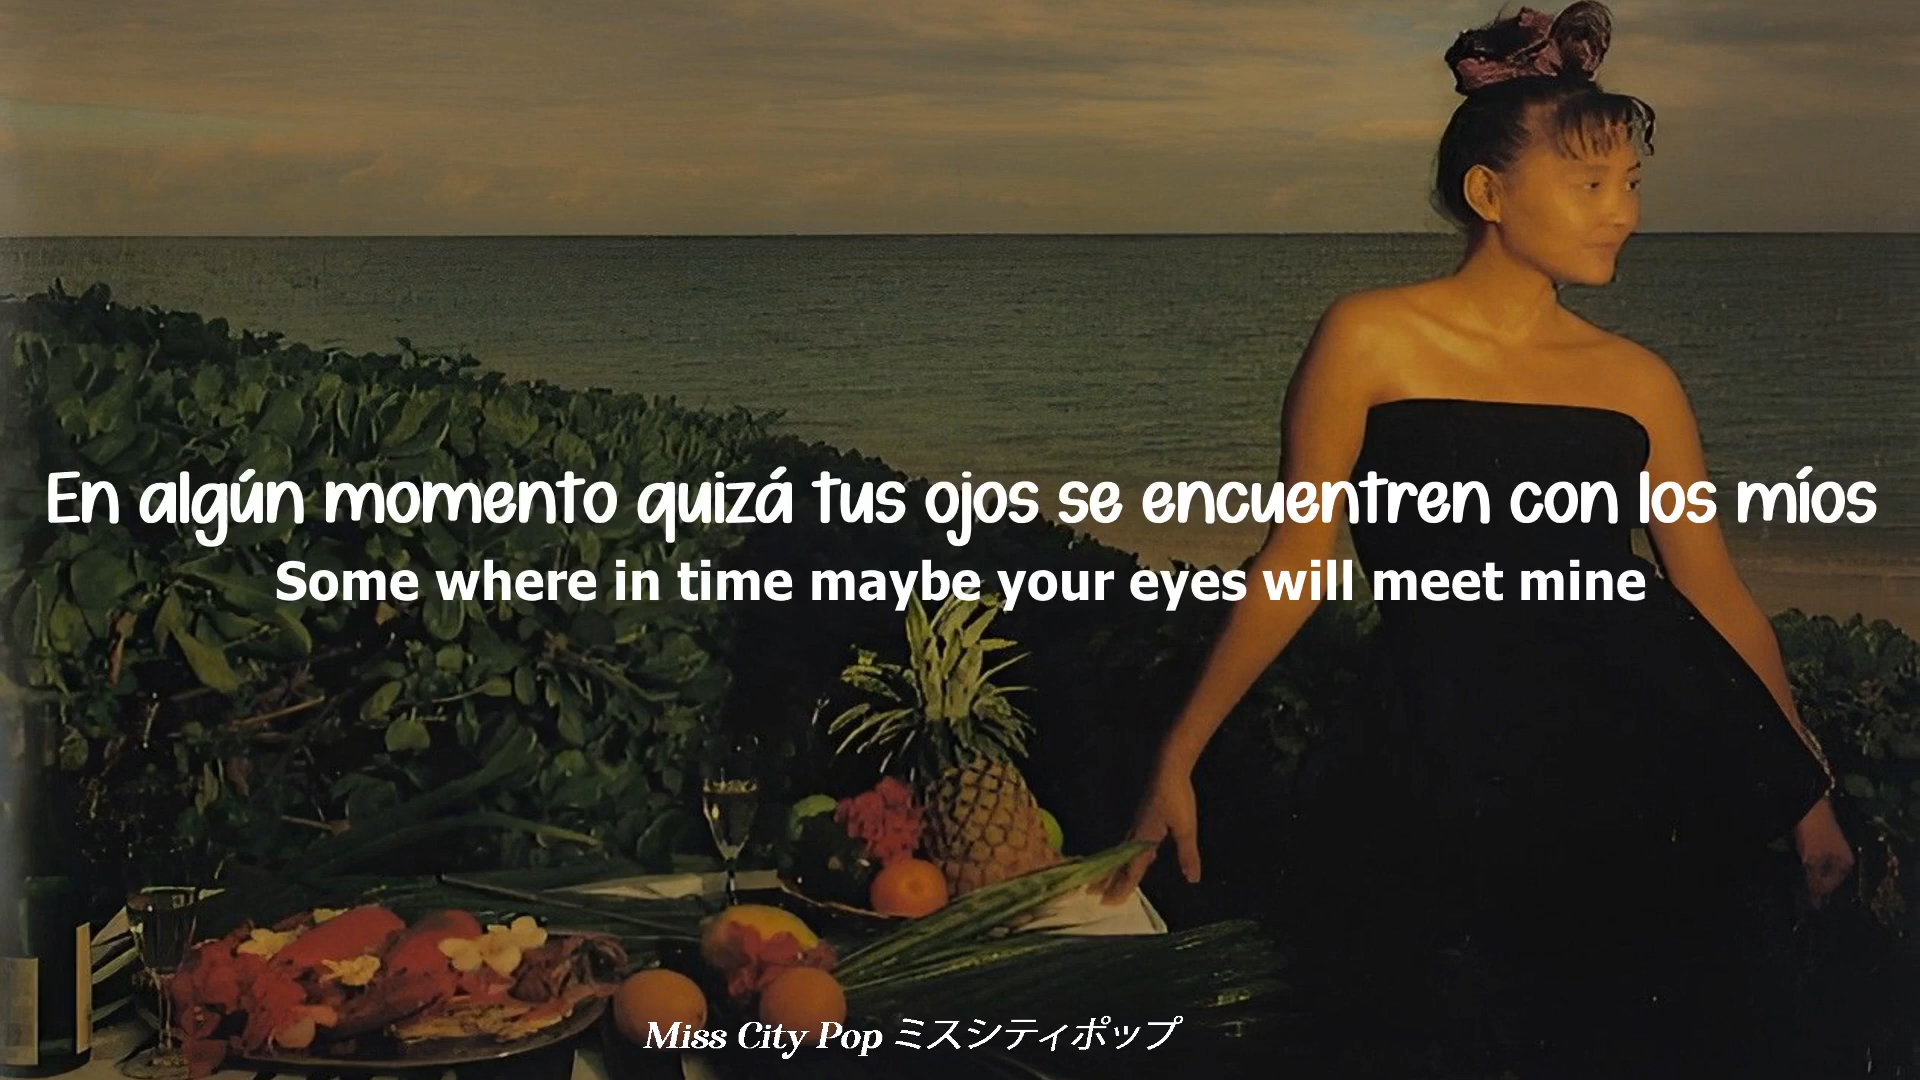 En algún momento quizá tus ojos se encuentren con los míos
Some where in time maybe your eyes will meet mine
Miss City Pop ミスシティポップ